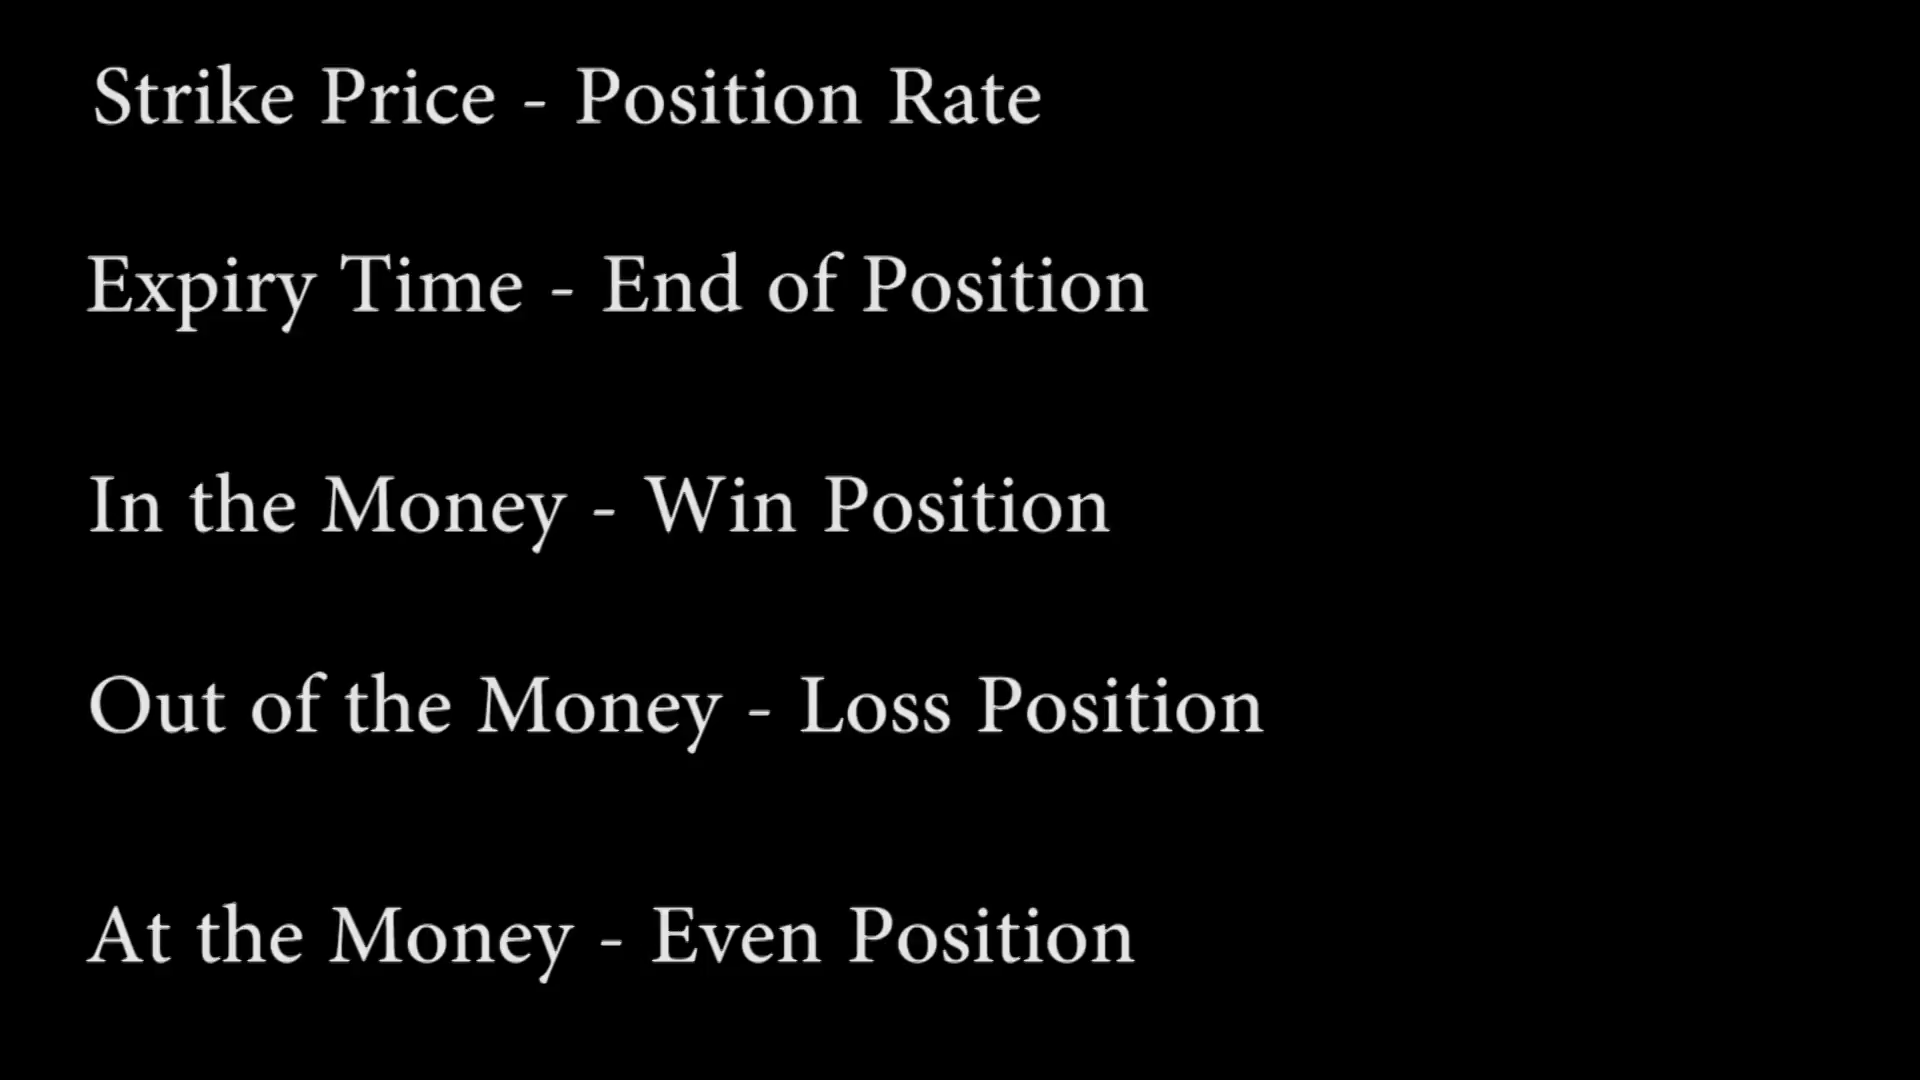 Strike Price - Position Rate
Expiry Time - End of Position
In the Money - Win Position
Out of the Money - Loss Position
At the Money - Even Position